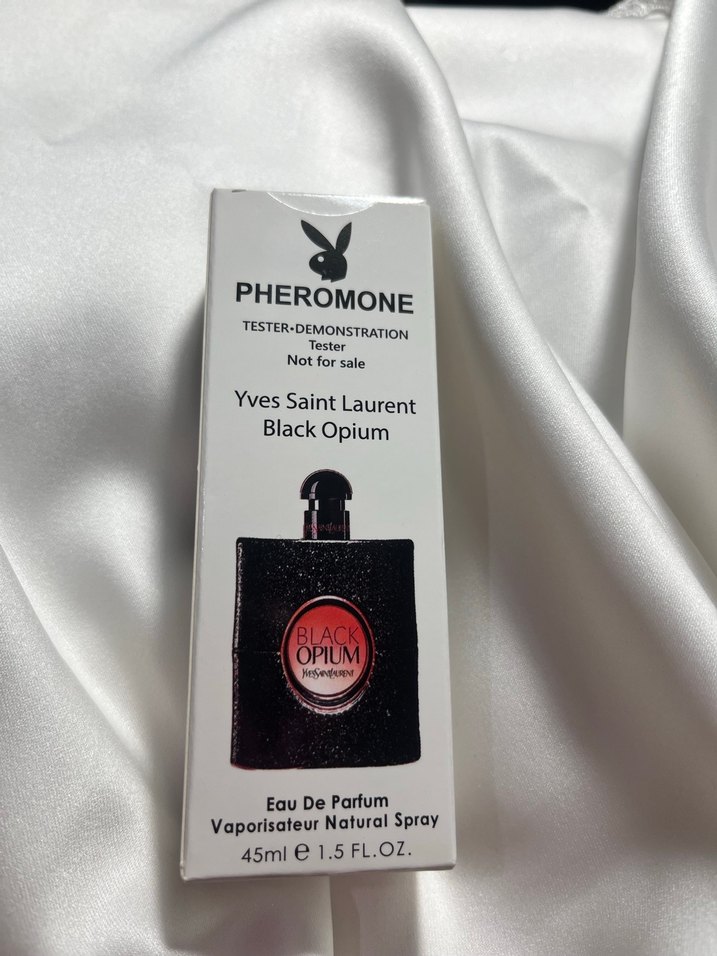 PHEROMONE
TESTER•DEMONSTRATION
Tester
Not for sale
Yves Saint Laurent
Black Opium
YVESSAINTLAURENT
BLACK
OPIUM
YVESSAINTLAURENT
Eau De Parfum
Vaporisateur Natural Spray
45ml ℮ 1.5 FL.OZ.